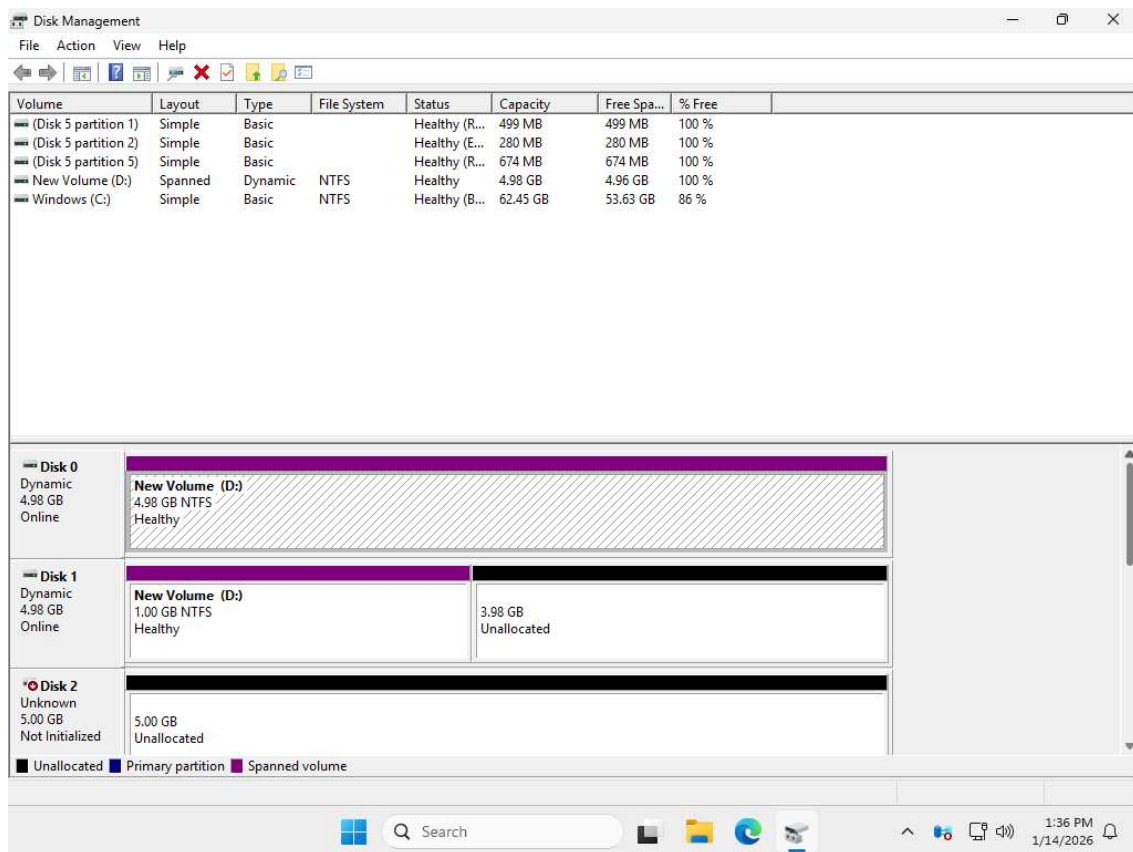 Disk Management
File Action View Help
Volume Layout Type File System Status Capacity Free Spa... % Free
(Disk 5 partition 1) Simple Basic Healthy (R... 499 MB 499 MB 100 %
(Disk 5 partition 2) Simple Basic Healthy (E... 280 MB 280 MB 100 %
(Disk 5 partition 5) Simple Basic Healthy (R... 674 MB 674 MB 100 %
New Volume (D:) Spanned Dynamic NTFS Healthy 4.98 GB 4.96 GB 100 %
Windows (C:) Simple Basic NTFS Healthy (B... 62.45 GB 53.63 GB 86 %
Disk 0
Dynamic
4.98 GB
Online
New Volume (D:)
4.98 GB NTFS
Healthy
Disk 1
Dynamic
4.98 GB
Online
New Volume (D:)
1.00 GB NTFS
Healthy
3.98 GB
Unallocated
Disk 2
Unknown
5.00 GB
Not Initialized
5.00 GB
Unallocated
Unallocated Primary partition Spanned volume
Search
1:36 PM
1/14/2026